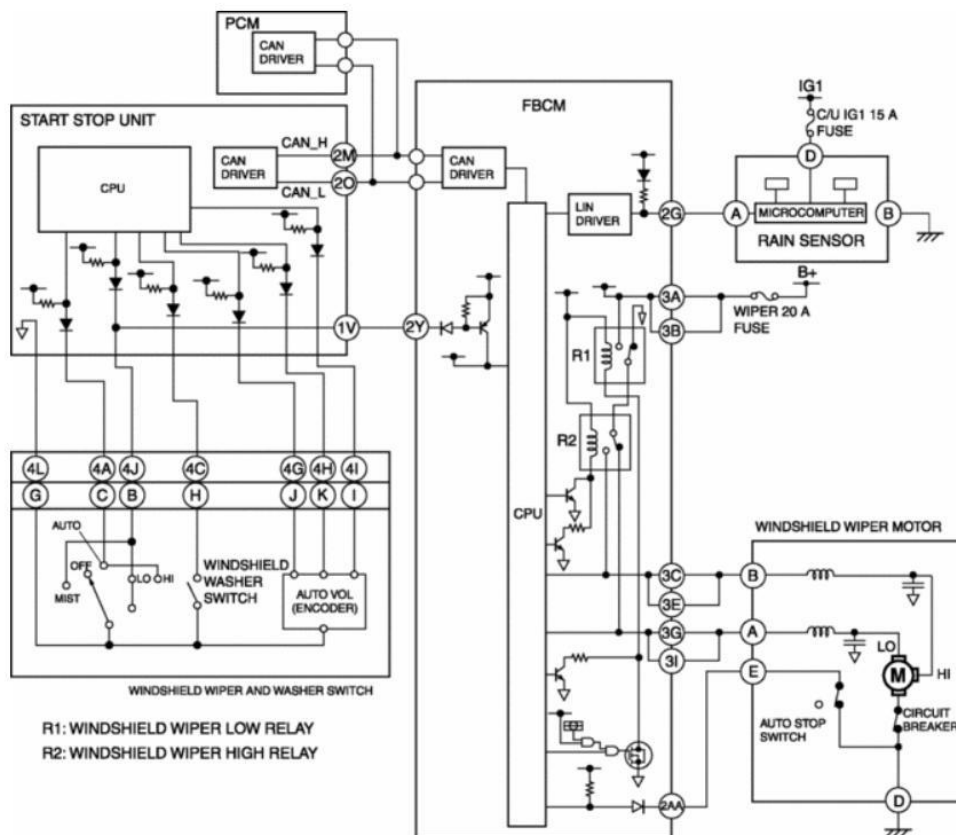 PCM
CAN
DRIVER
START STOP UNIT
CPU
CAN
DRIVER
CAN_H
2M
CAN_L
2O
1V
FBCM
CAN
DRIVER
LIN
DRIVER
2G
2Y
3A
3B
R1
R2
CPU
3C
3E
3G
3I
2AA
IG1
C/U IG1 15 A
FUSE
D
A
MICROCOMPUTER
B
RAIN SENSOR
B+
WIPER 20 A
FUSE
4L
4A
4J
4C
4G
4H
4I
G
C
B
H
J
K
I
AUTO
OFF
MIST
LO
HI
WINDSHIELD
WASHER
SWITCH
AUTO VOL
(ENCODER)
WINDSHIELD WIPER AND WASHER SWITCH
WINDSHIELD WIPER MOTOR
B
A
E
LO
M
HI
AUTO STOP
SWITCH
CIRCUIT
BREAKER
D
R1: WINDSHIELD WIPER LOW RELAY
R2: WINDSHIELD WIPER HIGH RELAY